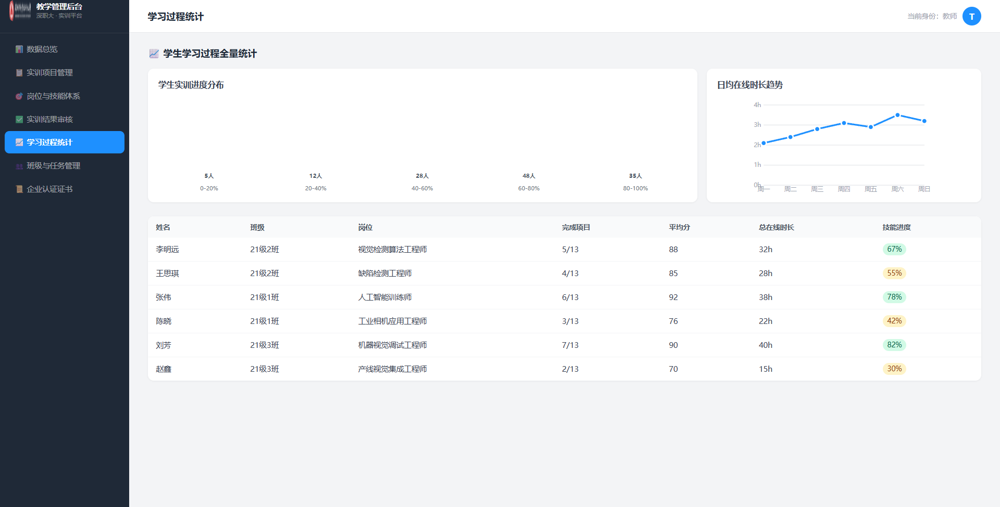 教学管理后台
深职大 · 实训平台
数据总览
实训项目管理
岗位与技能体系
实训结果审核
学习过程统计
班级与任务管理
企业认证证书
学习过程统计
当前身份：教师
T
学生学习过程全量统计
学生实训进度分布
5人 12人 28人 48人 35人
0-20% 20-40% 40-60% 60-80% 80-100%
日均在线时长趋势
4h
3h
2h
1h
0h
周一 周二 周三 周四 周五 周六 周日
姓名 班级 岗位 完成项目 平均分 总在线时长 技能进度
李明远 21级2班 视觉检测算法工程师 5/13 88 32h 67%
王思琪 21级2班 缺陷检测工程师 4/13 85 28h 55%
张伟 21级1班 人工智能训练师 6/13 92 38h 78%
陈晓 21级1班 工业相机应用工程师 3/13 76 22h 42%
刘芳 21级3班 机器视觉调试工程师 7/13 90 40h 82%
赵鑫 21级3班 产线视觉集成工程师 2/13 70 15h 30%